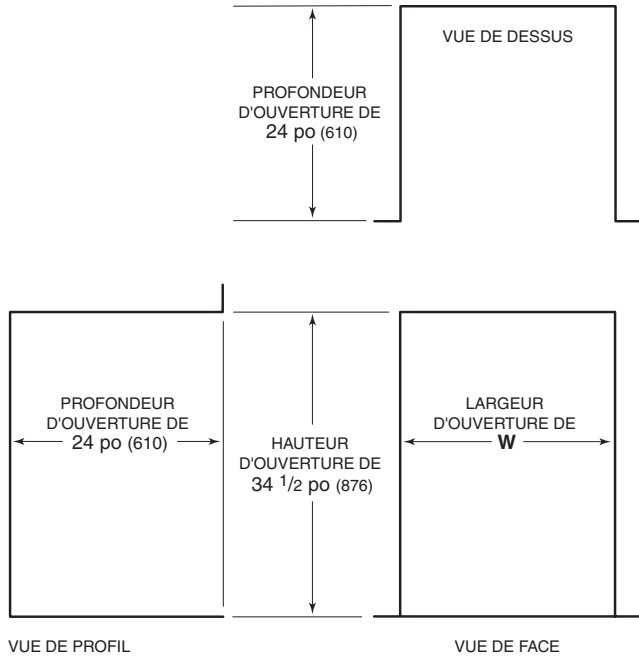 VUE DE DESSUS
PROFONDEUR
D'OUVERTURE DE
24 po (610)
PROFONDEUR
D'OUVERTURE DE
24 po (610)
HAUTEUR
D'OUVERTURE DE
34 1/2 po (876)
LARGEUR
D'OUVERTURE DE
W
VUE DE PROFIL
VUE DE FACE